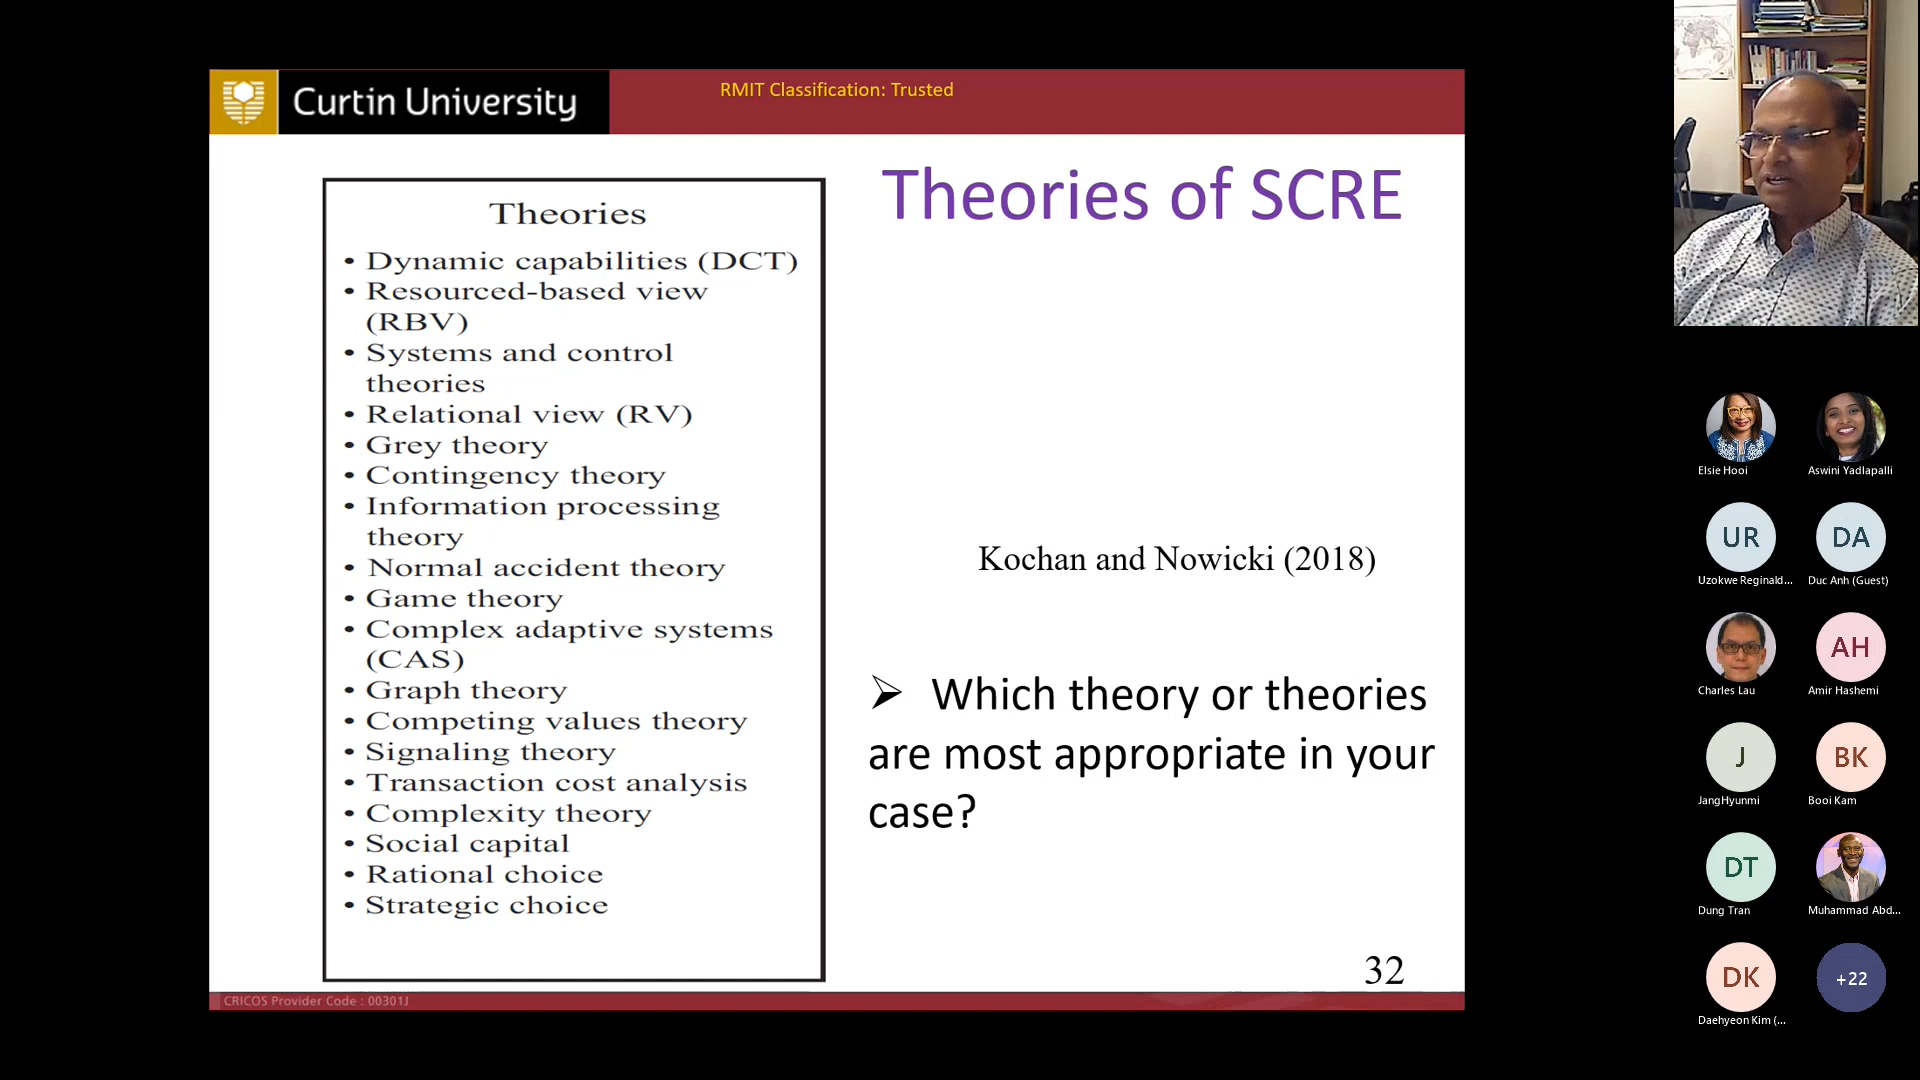 Curtin University
RMIT Classification: Trusted
Theories of SCRE
Theories
• Dynamic capabilities (DCT)
• Resourced-based view
(RBV)
• Systems and control
theories
• Relational view (RV)
• Grey theory
• Contingency theory
• Information processing
theory
• Normal accident theory
• Game theory
• Complex adaptive systems
(CAS)
• Graph theory
• Competing values theory
• Signaling theory
• Transaction cost analysis
• Complexity theory
• Social capital
• Rational choice
• Strategic choice
Kochan and Nowicki (2018)
➢ Which theory or theories
are most appropriate in your
case?
32
CRICOS Provider Code : 00301J
Elsie Hooi
Aswini Yadlapalli
UR
DA
Uzokwe Reginald...
Duc Anh (Guest)
AH
Charles Lau
Amir Hashemi
J
BK
JangHyunmi
Booi Kam
DT
Dung Tran
Muhammad Abd...
DK
+22
Daehyeon Kim (...